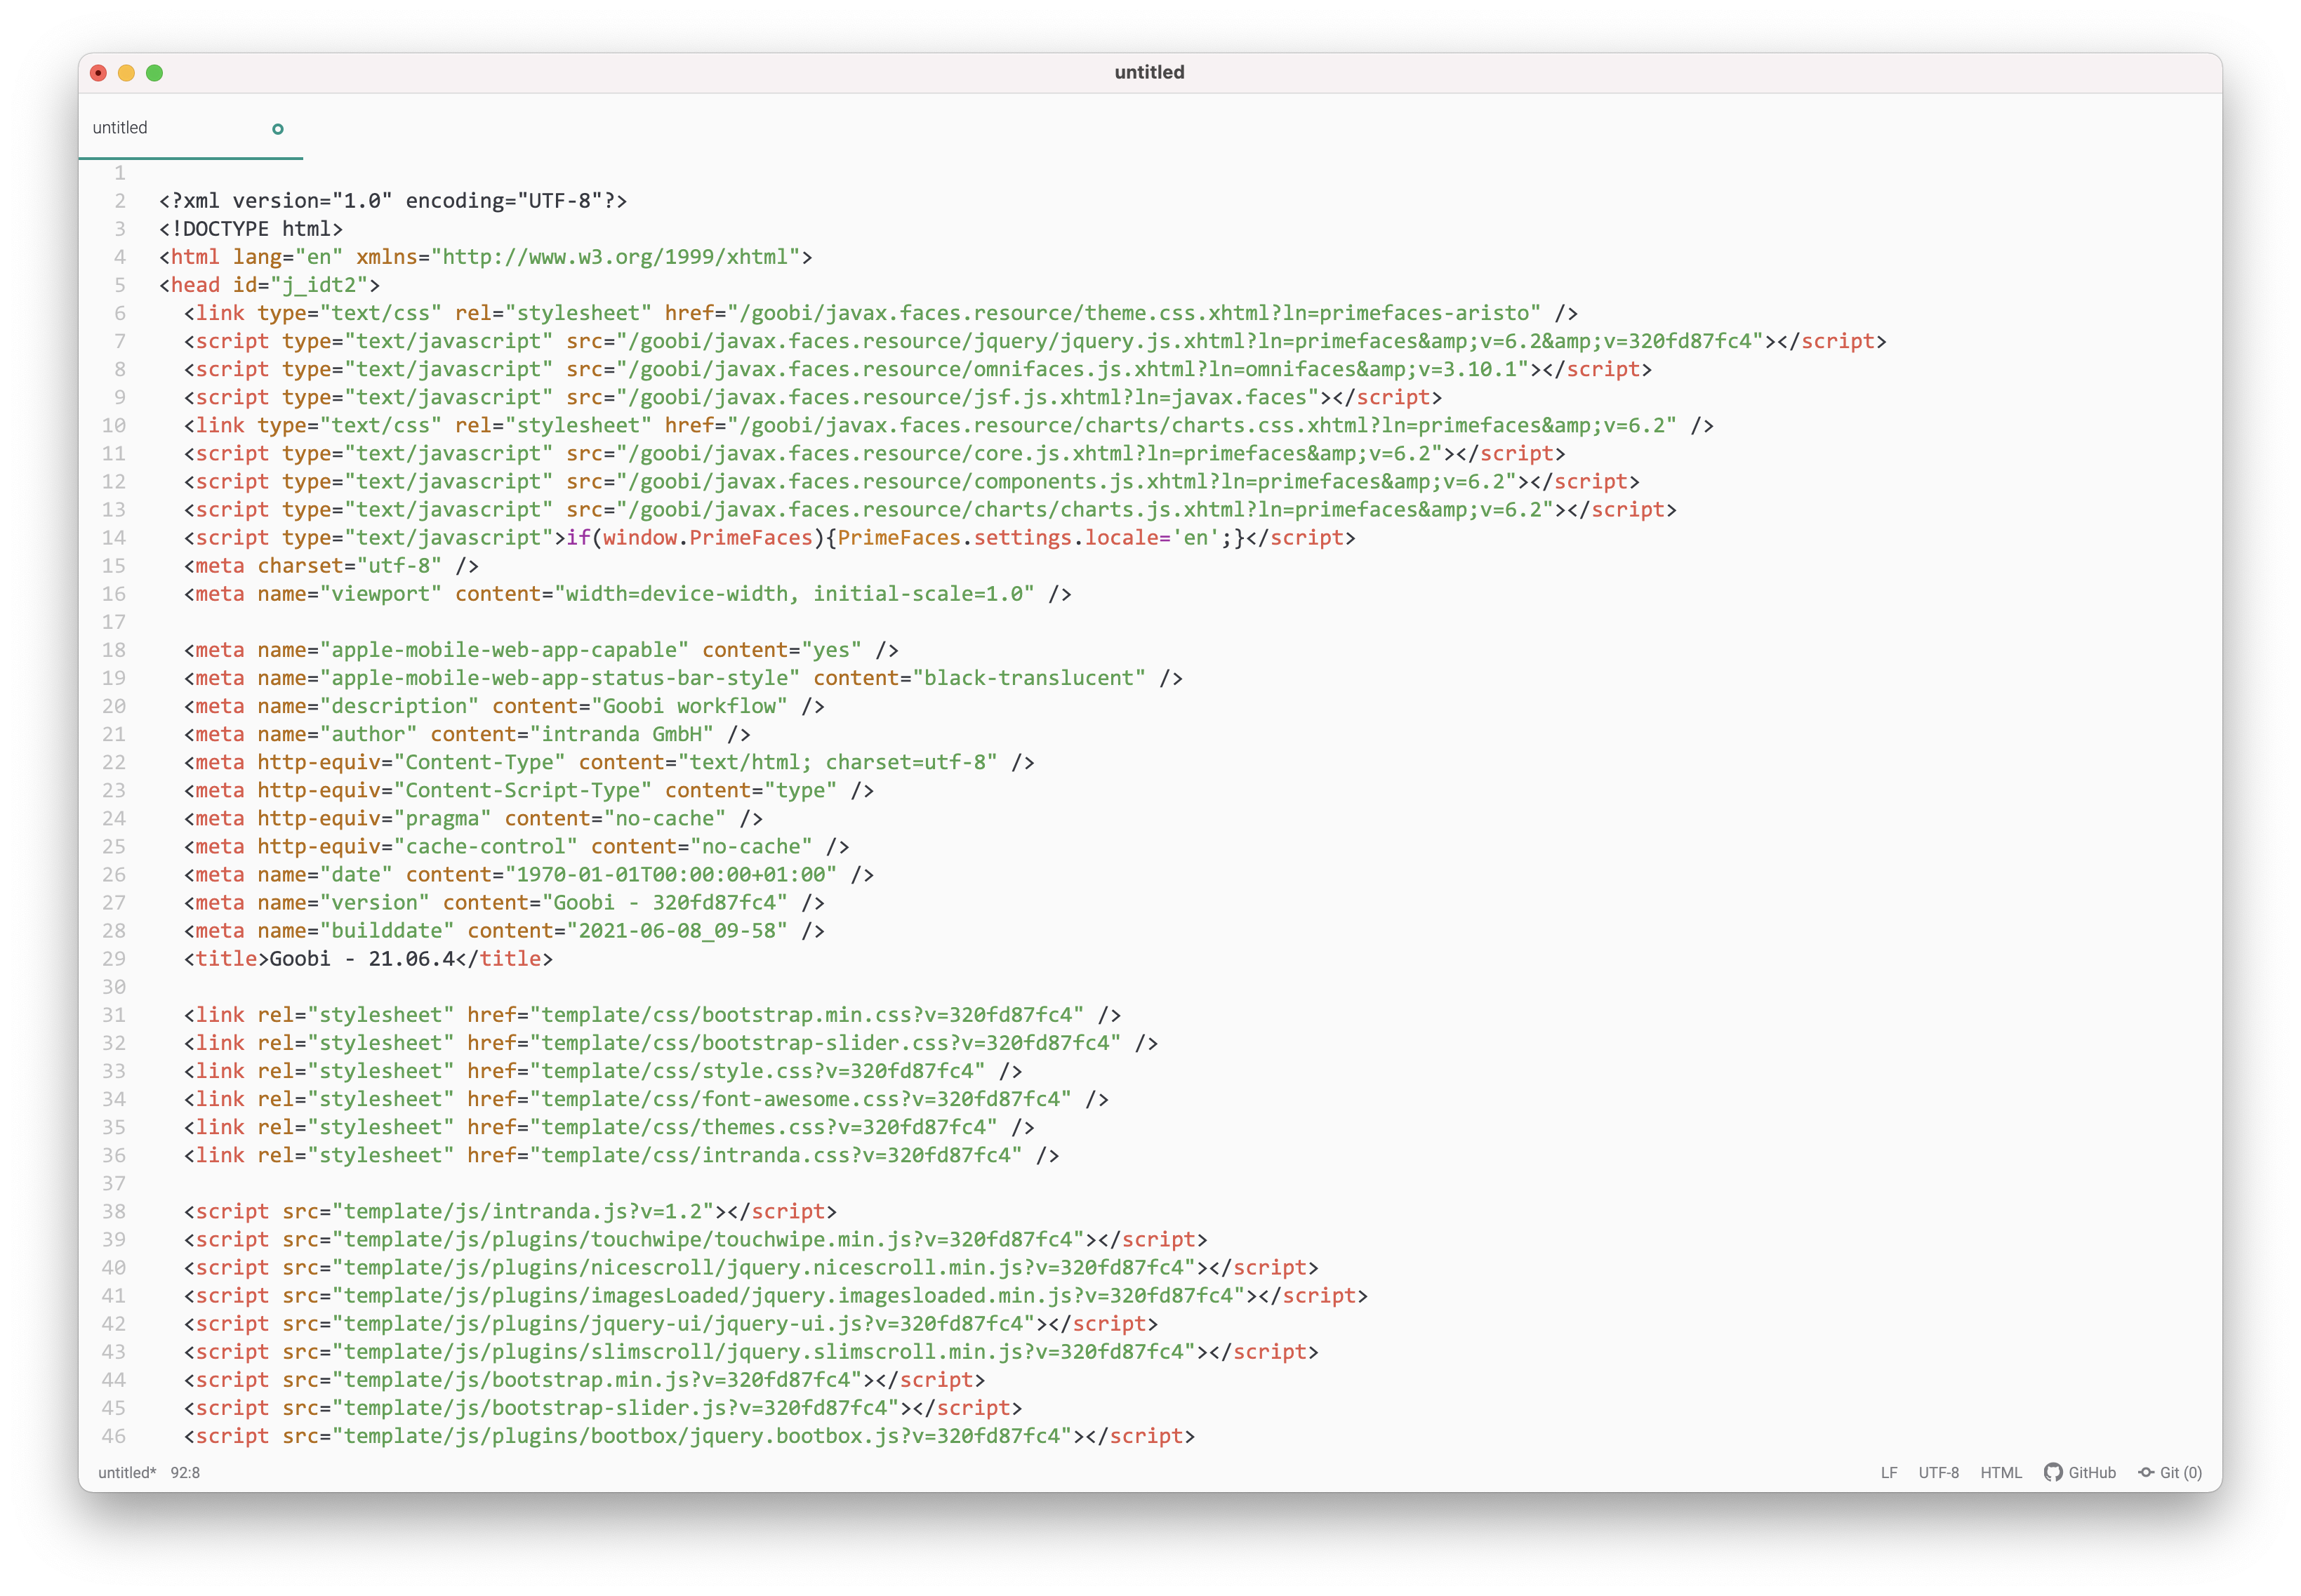 untitled
untitled
1
2 <?xml version="1.0" encoding="UTF-8"?>
3 <!DOCTYPE html>
4 <html lang="en" xmlns="http://www.w3.org/1999/xhtml">
5 <head id="j_idt2">
6   <link type="text/css" rel="stylesheet" href="/goobi/javax.faces.resource/theme.css.xhtml?ln=primefaces-aristo" />
7   <script type="text/javascript" src="/goobi/javax.faces.resource/jquery/jquery.js.xhtml?ln=primefaces&amp;v=6.2&amp;v=320fd87fc4"></script>
8   <script type="text/javascript" src="/goobi/javax.faces.resource/omnifaces.js.xhtml?ln=omnifaces&amp;v=3.10.1"></script>
9   <script type="text/javascript" src="/goobi/javax.faces.resource/jsf.js.xhtml?ln=javax.faces"></script>
10   <link type="text/css" rel="stylesheet" href="/goobi/javax.faces.resource/charts/charts.css.xhtml?ln=primefaces&amp;v=6.2" />
11   <script type="text/javascript" src="/goobi/javax.faces.resource/core.js.xhtml?ln=primefaces&amp;v=6.2"></script>
12   <script type="text/javascript" src="/goobi/javax.faces.resource/components.js.xhtml?ln=primefaces&amp;v=6.2"></script>
13   <script type="text/javascript" src="/goobi/javax.faces.resource/charts/charts.js.xhtml?ln=primefaces&amp;v=6.2"></script>
14   <script type="text/javascript">if(window.PrimeFaces){PrimeFaces.settings.locale='en';}</script>
15   <meta charset="utf-8" />
16   <meta name="viewport" content="width=device-width, initial-scale=1.0" />
17
18   <meta name="apple-mobile-web-app-capable" content="yes" />
19   <meta name="apple-mobile-web-app-status-bar-style" content="black-translucent" />
20   <meta name="description" content="Goobi workflow" />
21   <meta name="author" content="intranda GmbH" />
22   <meta http-equiv="Content-Type" content="text/html; charset=utf-8" />
23   <meta http-equiv="Content-Script-Type" content="type" />
24   <meta http-equiv="pragma" content="no-cache" />
25   <meta http-equiv="cache-control" content="no-cache" />
26   <meta name="date" content="1970-01-01T00:00:00+01:00" />
27   <meta name="version" content="Goobi - 320fd87fc4" />
28   <meta name="builddate" content="2021-06-08_09-58" />
29   <title>Goobi - 21.06.4</title>
30
31   <link rel="stylesheet" href="template/css/bootstrap.min.css?v=320fd87fc4" />
32   <link rel="stylesheet" href="template/css/bootstrap-slider.css?v=320fd87fc4" />
33   <link rel="stylesheet" href="template/css/style.css?v=320fd87fc4" />
34   <link rel="stylesheet" href="template/css/font-awesome.css?v=320fd87fc4" />
35   <link rel="stylesheet" href="template/css/themes.css?v=320fd87fc4" />
36   <link rel="stylesheet" href="template/css/intranda.css?v=320fd87fc4" />
37
38   <script src="template/js/intranda.js?v=1.2"></script>
39   <script src="template/js/plugins/touchwipe/touchwipe.min.js?v=320fd87fc4"></script>
40   <script src="template/js/plugins/nicescroll/jquery.nicescroll.min.js?v=320fd87fc4"></script>
41   <script src="template/js/plugins/imagesLoaded/jquery.imagesloaded.min.js?v=320fd87fc4"></script>
42   <script src="template/js/plugins/jquery-ui/jquery-ui.js?v=320fd87fc4"></script>
43   <script src="template/js/plugins/slimscroll/jquery.slimscroll.min.js?v=320fd87fc4"></script>
44   <script src="template/js/bootstrap.min.js?v=320fd87fc4"></script>
45   <script src="template/js/bootstrap-slider.js?v=320fd87fc4"></script>
46   <script src="template/js/plugins/bootbox/jquery.bootbox.js?v=320fd87fc4"></script>
untitled* 92:8 LF UTF-8 HTML GitHub Git (0)